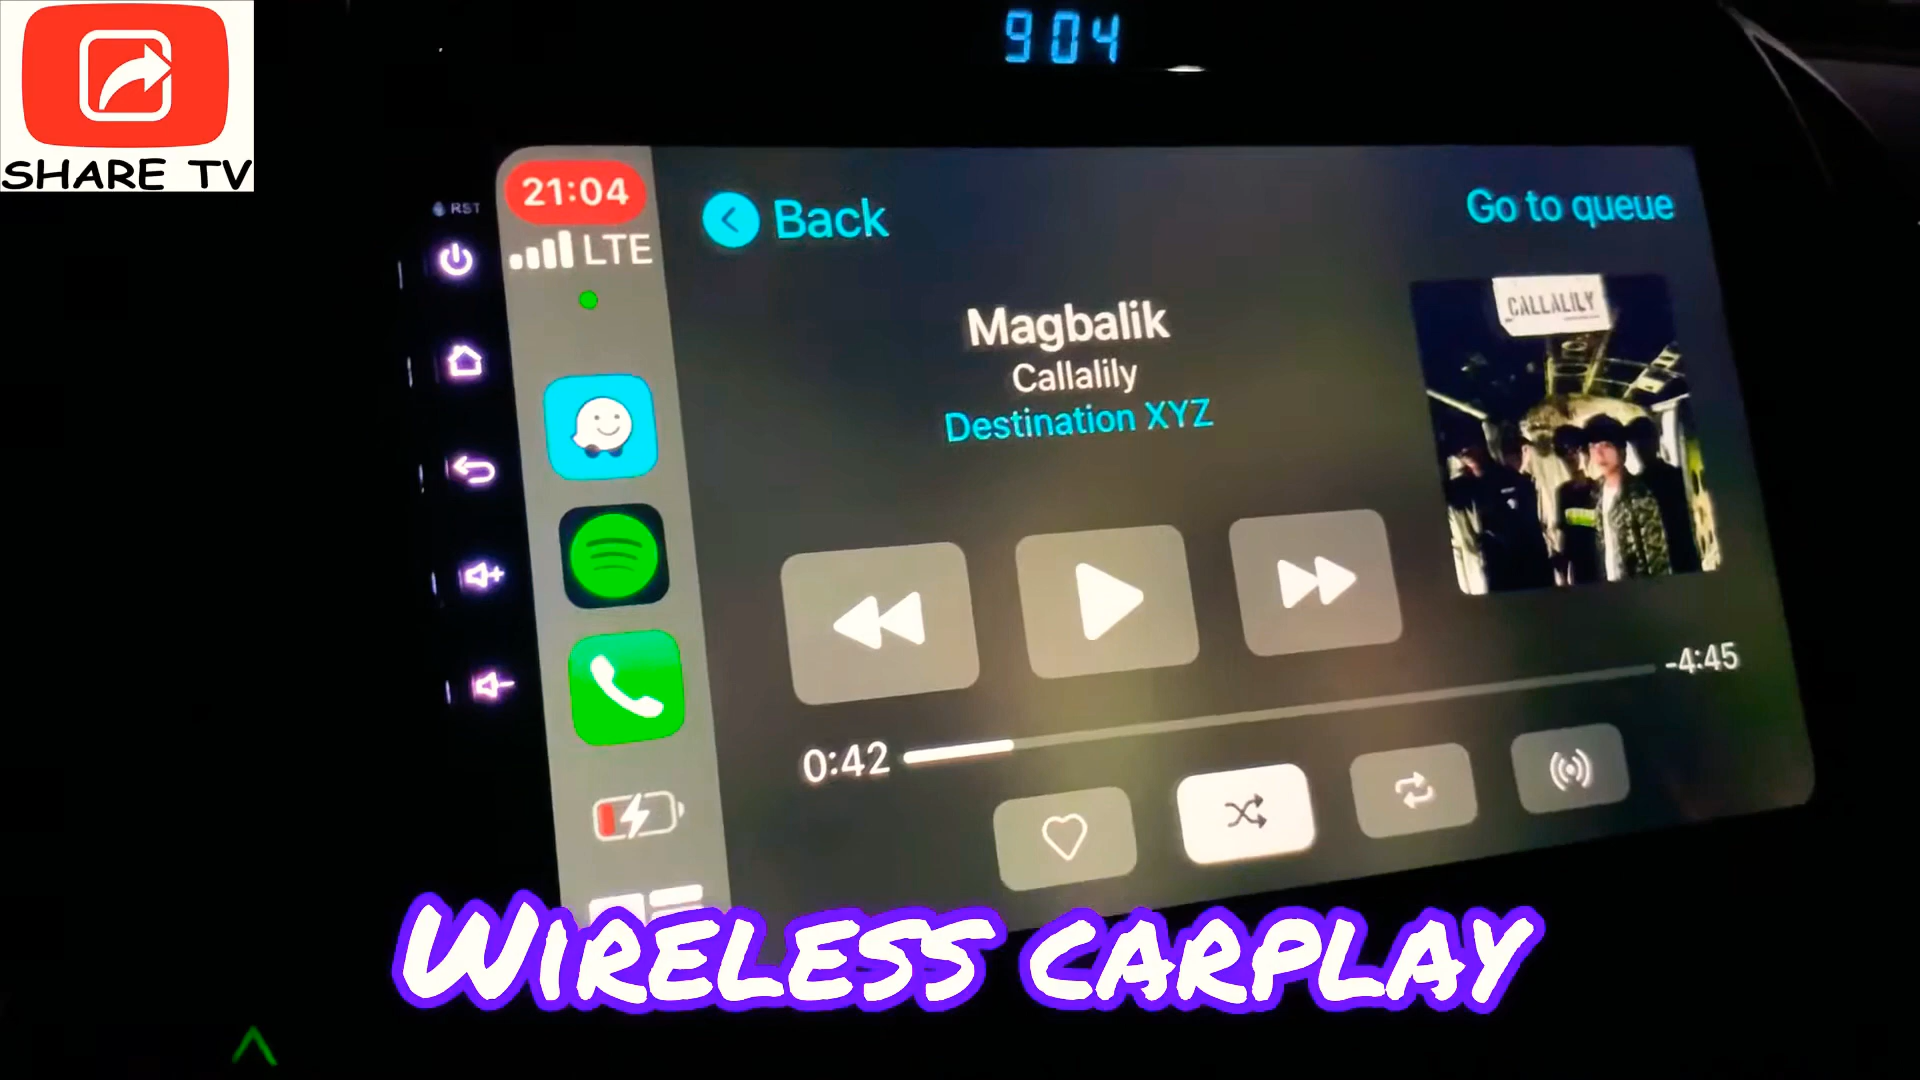 SHARE TV
904
RST
21:04
LTE
Back
Go to queue
Magbalik
Callalily
Destination XYZ
CALLALILY
-4:45
0:42
WIRELESS CARPLAY